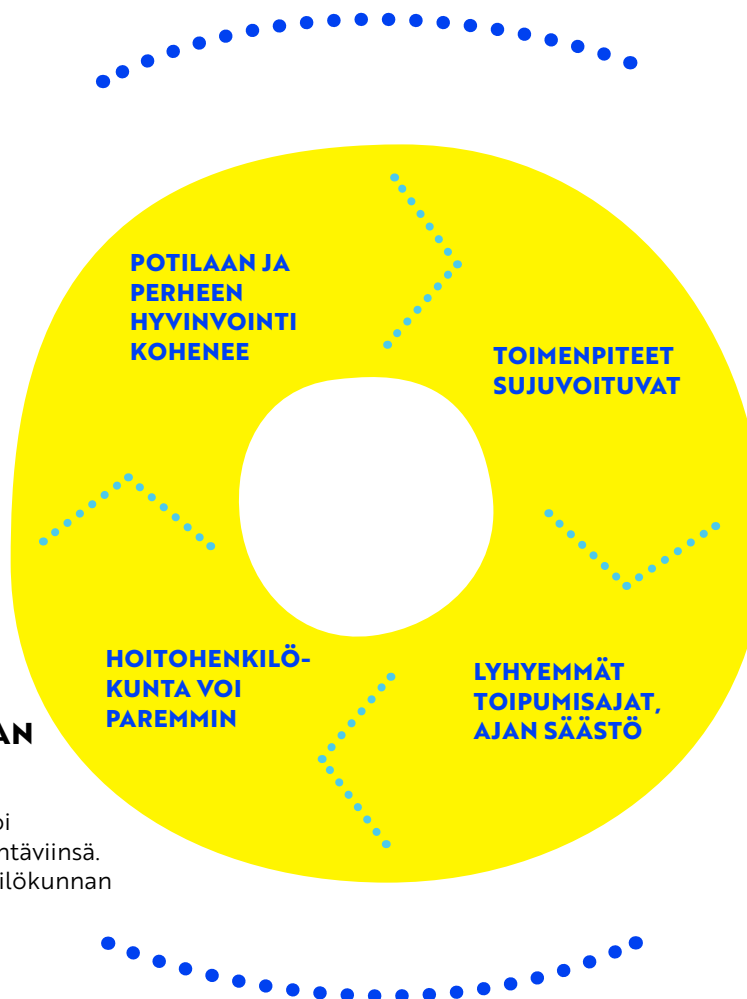 POTILAAN JA
PERHEEN
HYVINVOINTI
KOHENEE
TOIMENPITEET
SUJUVOITUVAT
HOITOHENKILÖ-
KUNTA VOI
PAREMMIN
LYHYEMMÄT
TOIPUMISAJAT,
AJAN SÄÄSTÖ